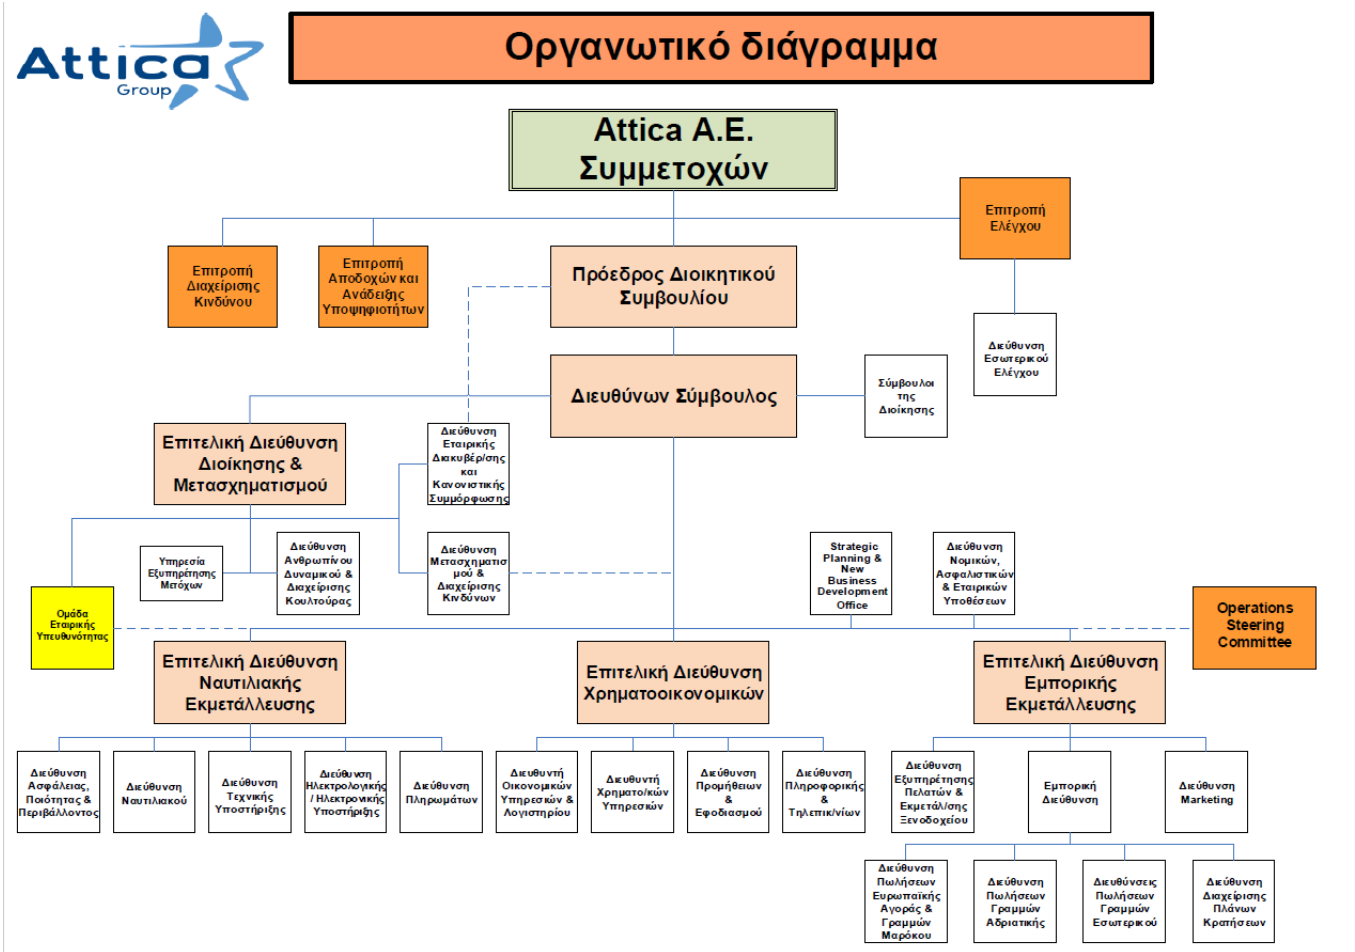 Attica
Group
Οργανωτικό διάγραμμα
Attica Α.Ε.
Συμμετοχών
Επιτροπή
Ελέγχου
Επιτροπή
Διαχείρισης
Κινδύνου
Επιτροπή
Αποδοχών και
Ανάδειξης
Υποψηφιοτήτων
Πρόεδρος Διοικητικού
Συμβουλίου
Διεύθυνση
Εσωτερικού
Ελέγχου
Διευθύνων Σύμβουλος
Σύμβουλοι
της
Διοίκησης
Επιτελική Διεύθυνση
Διοίκησης &
Μετασχηματισμού
Διεύθυνση
Εταιρικής
Διακυβέρ/σης
και
Κανονιστικής
Συμμόρφωσης
Υπηρεσία
Εξυπηρέτησης
Μετόχων
Διεύθυνση
Ανθρωπίνου
Δυναμικού &
Διαχείρισης
Κουλτούρας
Διεύθυνση
Μετασχηματισ
μού &
Διαχείρισης
Κινδύνων
Strategic
Planning &
New
Business
Development
Office
Διεύθυνση
Νομικών,
Ασφαλιστικών
& Εταιρικών
Υποθέσεων
Ομάδα
Εταιρικής
Υπευθυνότητας
Operations
Steering
Committee
Επιτελική Διεύθυνση
Ναυτιλιακής
Εκμετάλλευσης
Επιτελική Διεύθυνση
Χρηματοοικονομικών
Επιτελική Διεύθυνση
Εμπορικής
Εκμετάλλευσης
Διεύθυνση
Ασφάλειας,
Ποιότητας &
Περιβάλλοντος
Διεύθυνση
Ναυτιλιακού
Διεύθυνση
Τεχνικής
Υποστήριξης
Διεύθυνση
Ηλεκτρολογικής
/ Ηλεκτρονικής
Υποστήριξης
Διεύθυνση
Πληρωμάτων
Διευθυντή
Οικονομικών
Υπηρεσιών &
Λογιστηρίου
Διευθυντή
Χρηματο/κών
Υπηρεσιών
Διεύθυνση
Προμήθειων
&
Εφοδιασμού
Διεύθυνση
Πληροφορικής
&
Τηλεπικ/νίων
Διεύθυνση
Εξυπηρέτησης
Πελατών &
Εκμετάλ/σης
Ξενοδοχείου
Εμπορική
Διεύθυνση
Διεύθυνση
Marketing
Διεύθυνση
Πωλήσεων
Ευρωπαϊκής
Αγοράς &
Γραμμών
Μαρόκου
Διεύθυνση
Πωλήσεων
Γραμμών
Αδριατικής
Διευθύνσεις
Πωλήσεων
Γραμμών
Εσωτερικού
Διεύθυνση
Διαχείρισης
Πλάνων
Κρατήσεων